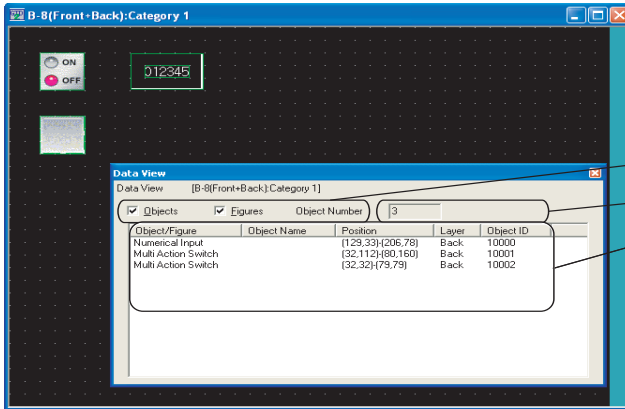 B-8(Front+Back):Category 1
ON
OFF
012345
Data View
Data View [B-8(Front+Back):Category 1]
Objects Figures Object Number 3
Object/Figure Object Name Position Layer Object ID
Numerical Input (129,33)-(206,78) Back 10000
Multi Action Switch (32,112)-(80,160) Back 10001
Multi Action Switch (32,32)-(79,79) Back 10002